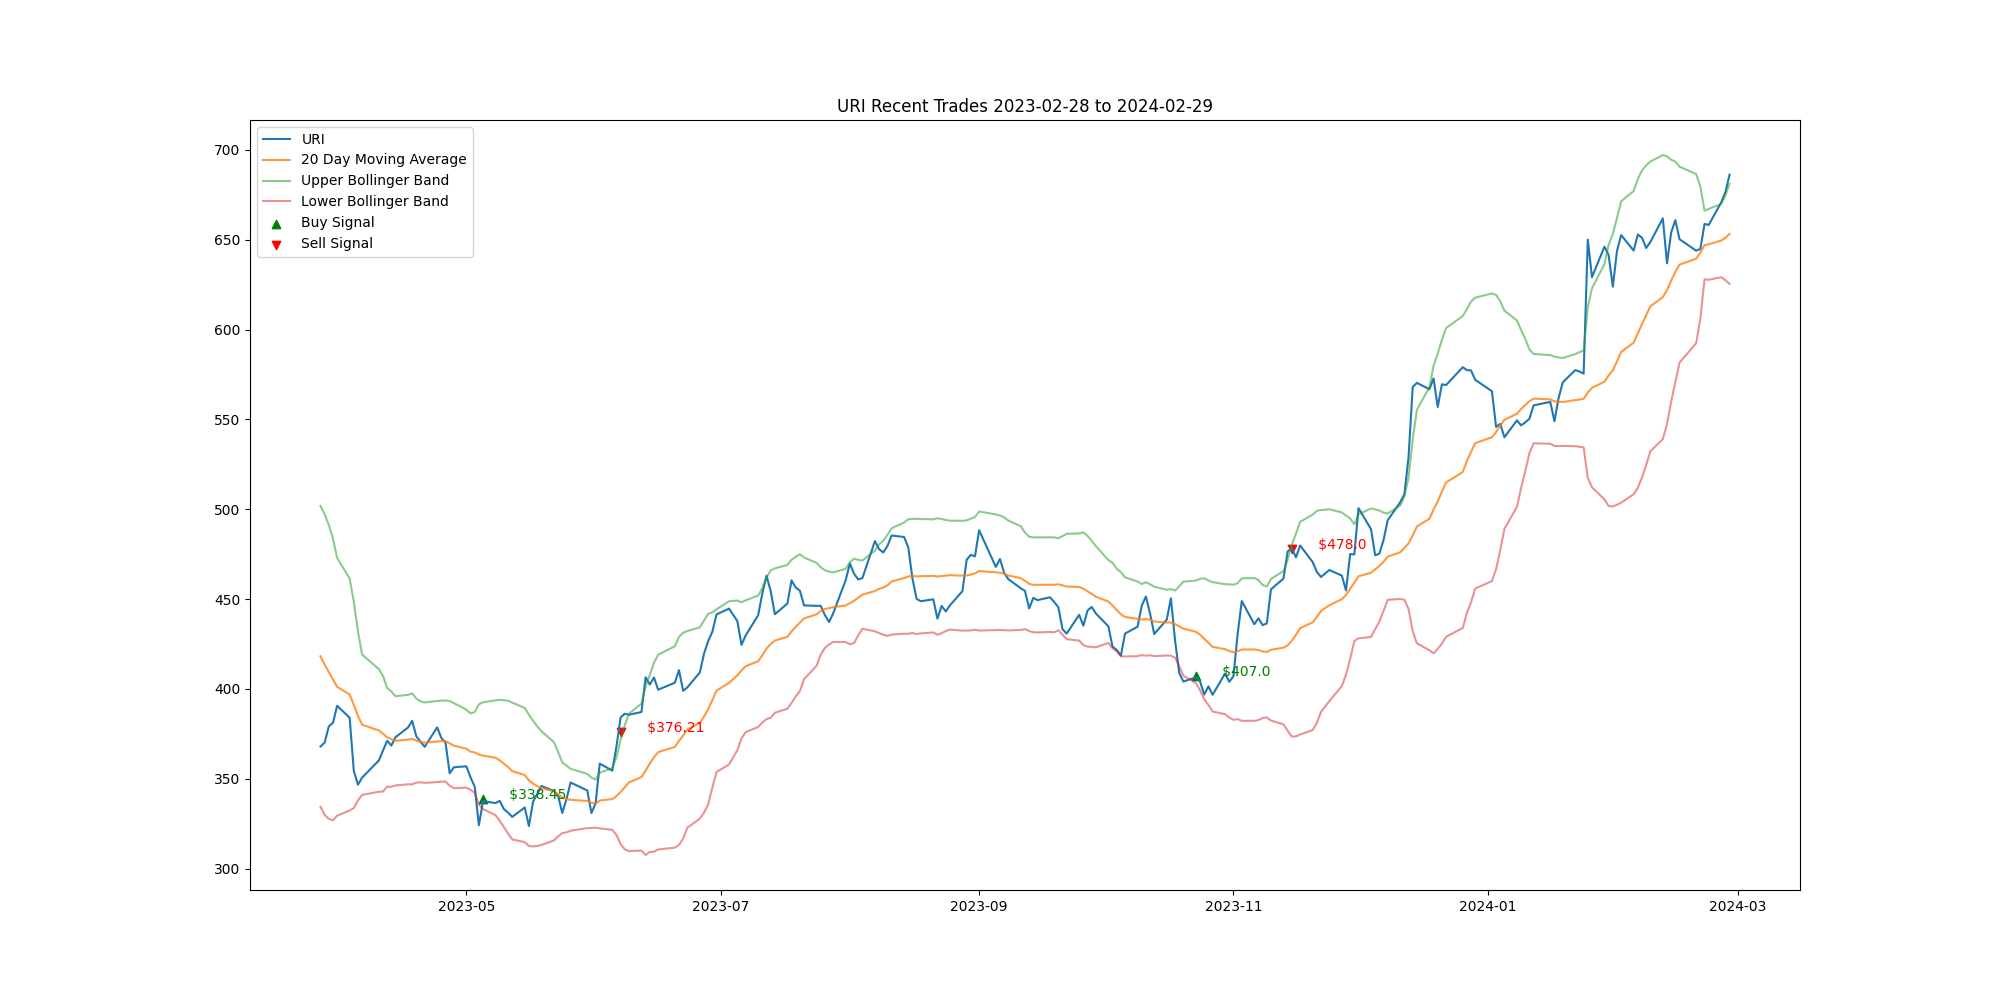 URI Recent Trades 2023-02-28 to 2024-02-29
URI
20 Day Moving Average
Upper Bollinger Band
Lower Bollinger Band
Buy Signal
Sell Signal
700
650
600
550
500
450
400
350
300
$478.0
$407.0
$376.21
$338.45
2023-05 2023-07 2023-09 2023-11 2024-01 2024-03